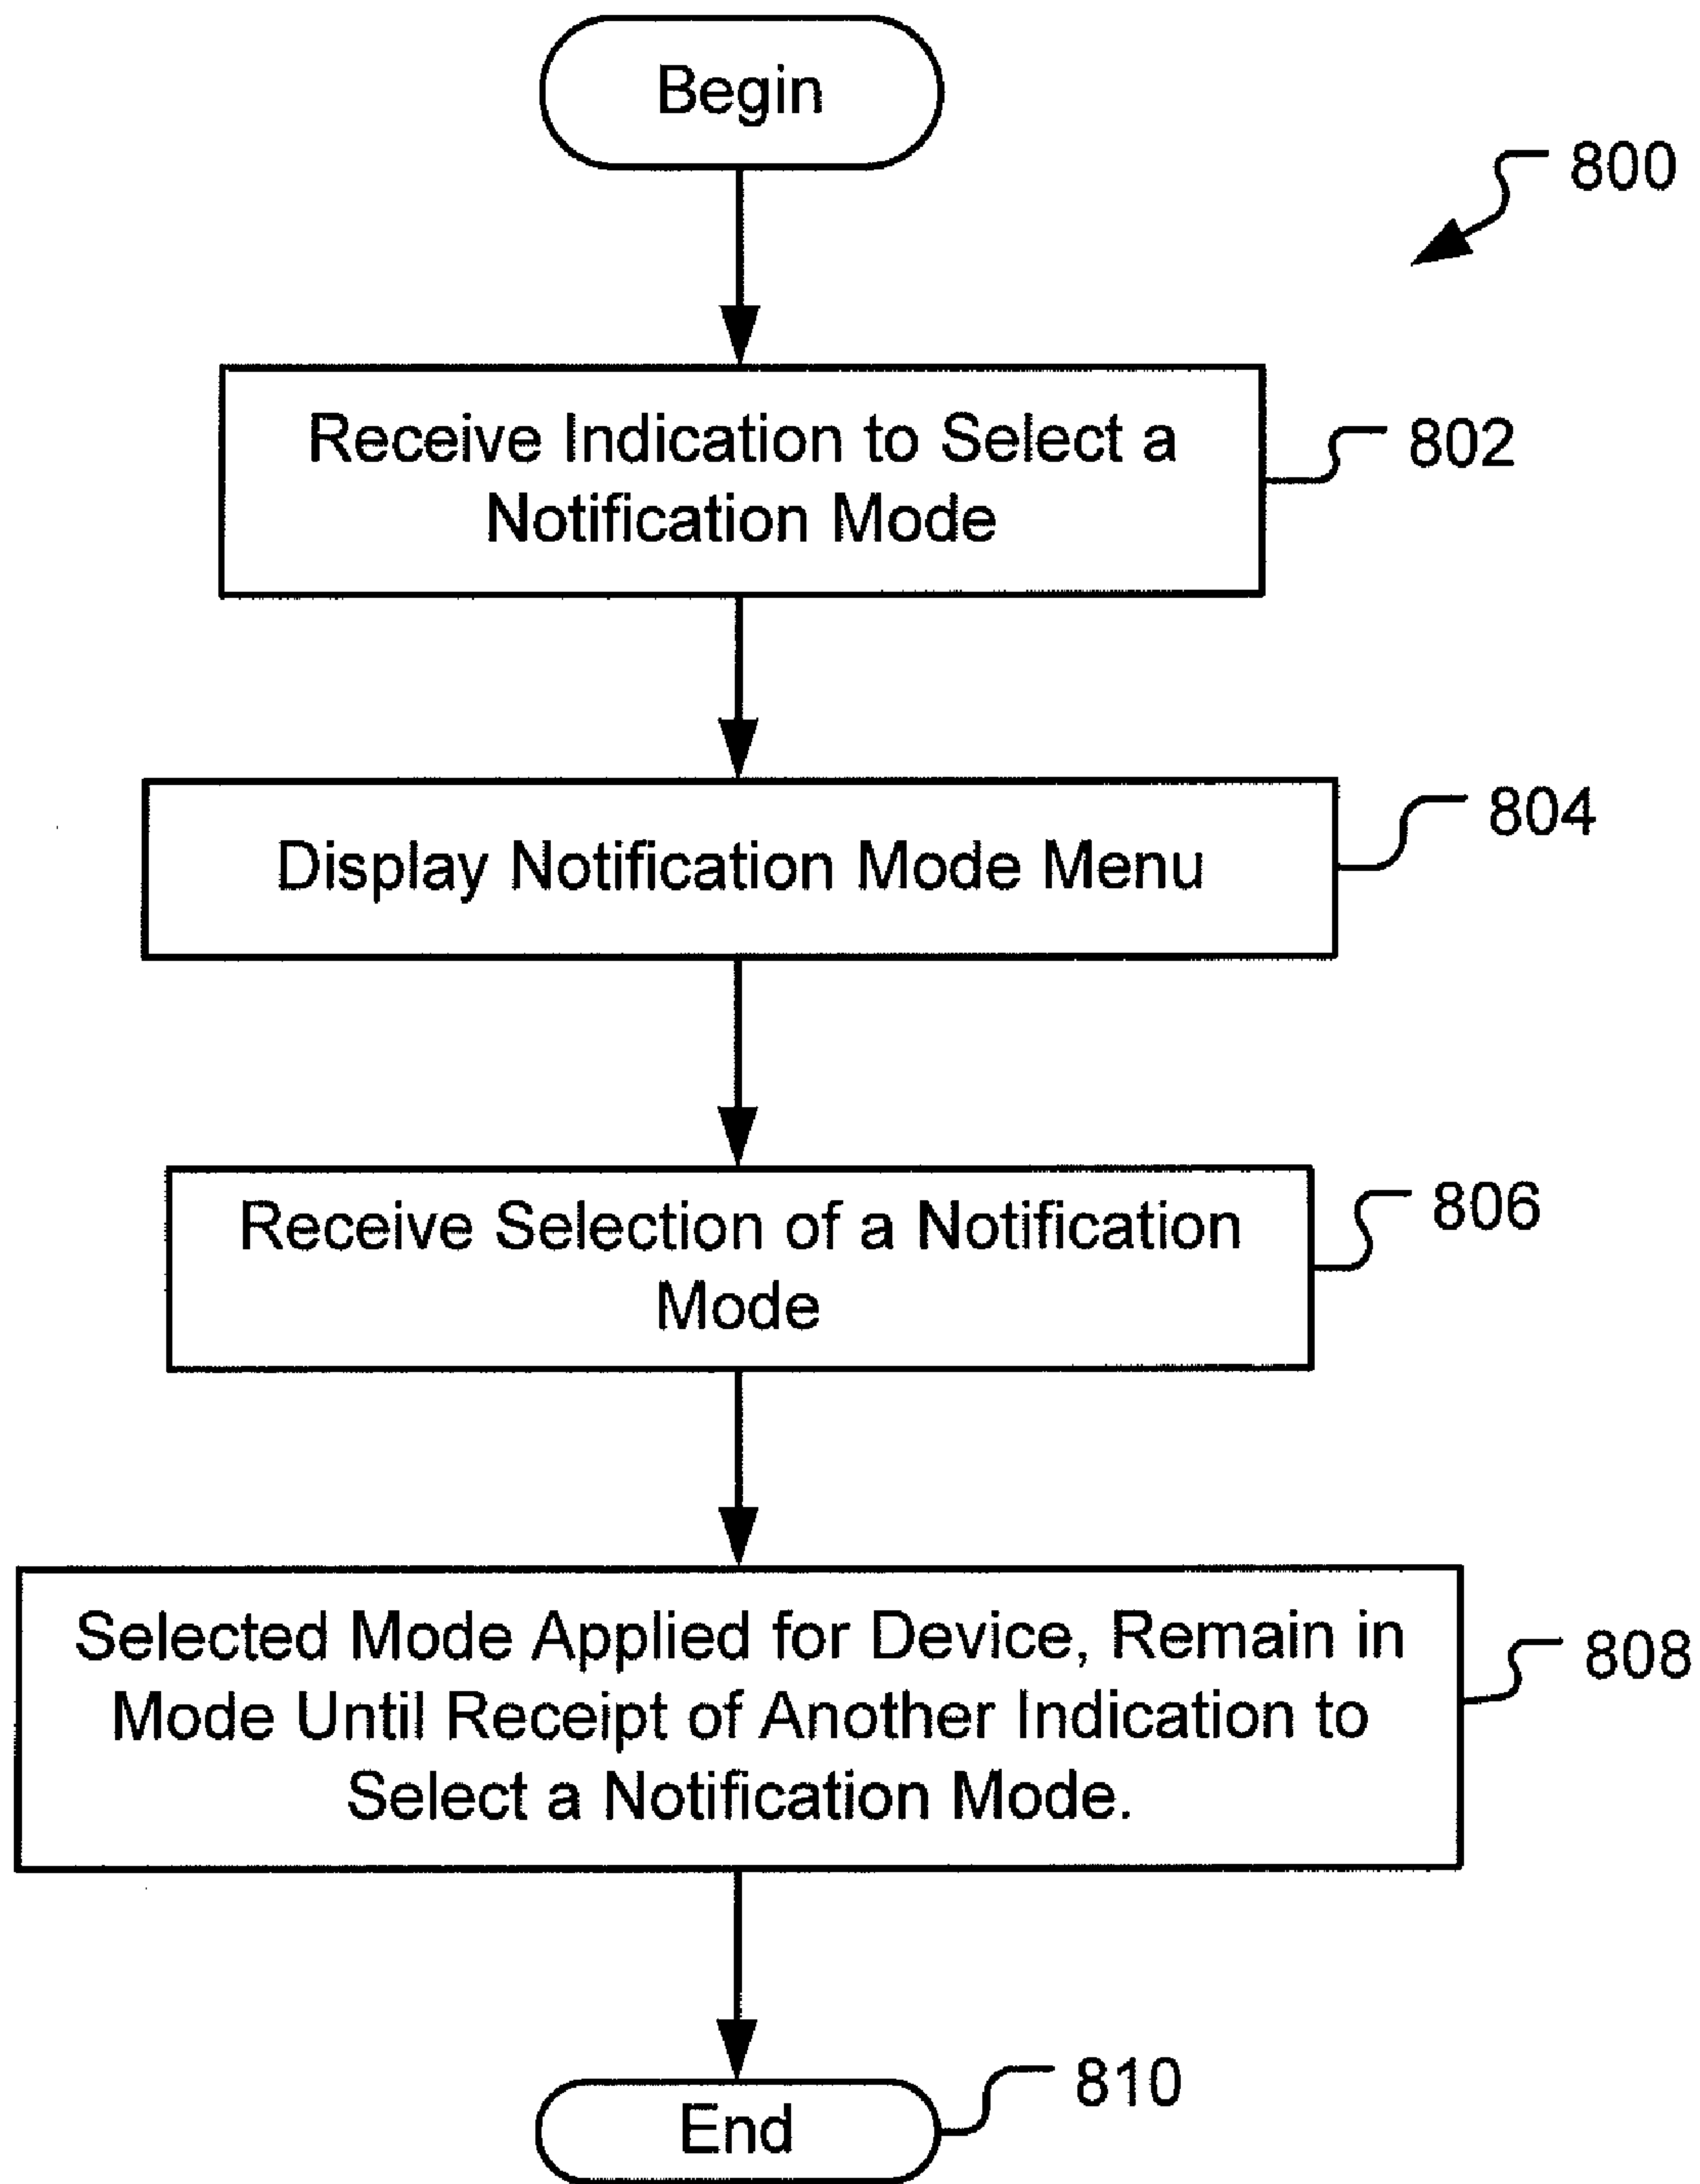 Begin
800
Receive Indication to Select a
Notification Mode
802
Display Notification Mode Menu
804
Receive Selection of a Notification
Mode
806
Selected Mode Applied for Device, Remain in
Mode Until Receipt of Another Indication to
Select a Notification Mode.
808
End
810